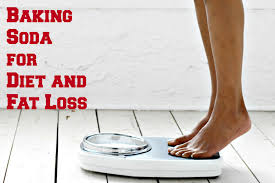 Baking
Soda
for
Diet and
Fat Loss